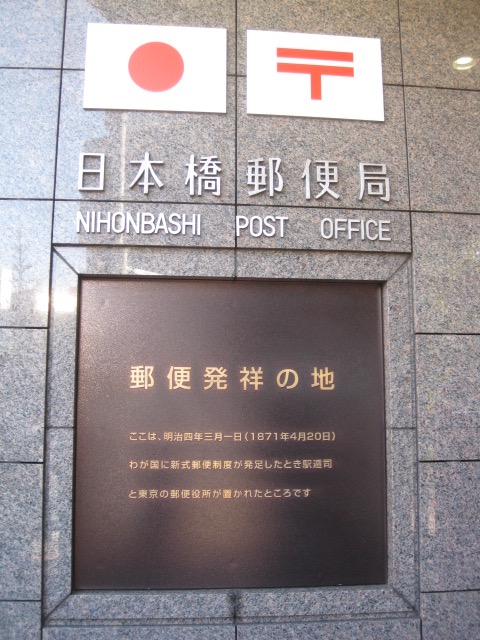 〒
日本橋郵便局
NIHONBASHI POST OFFICE
郵便発祥の地
ここは、明治四年三月一日(1871年4月20日)
わが国に新式郵便制度が発足したとき駅逓司
と東京の郵便役所が置かれたところです